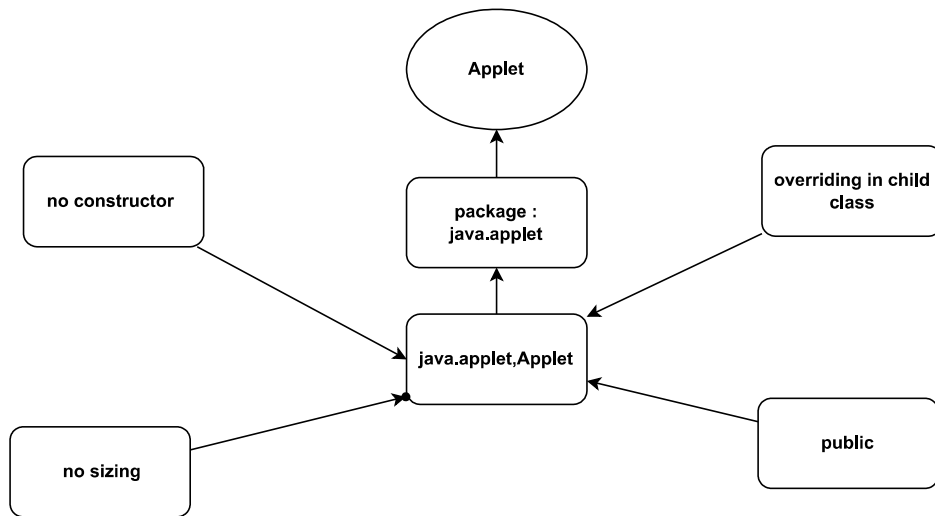 Applet
no constructor
package :
java.applet
overriding in child
class
java.applet,Applet
no sizing
public